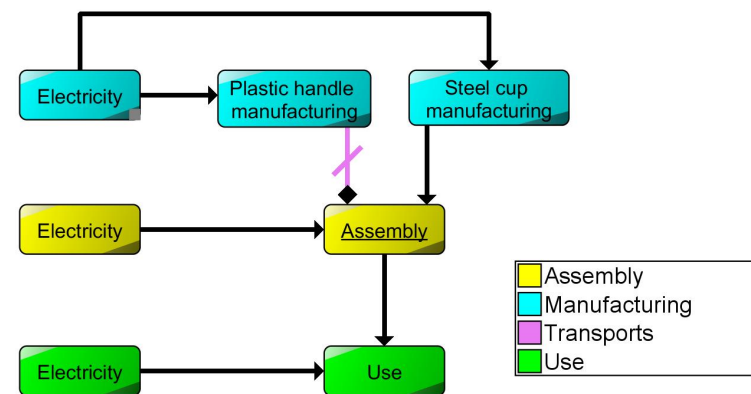 Electricity
Plastic handle
manufacturing
Steel cup
manufacturing
Electricity
Assembly
Assembly
Manufacturing
Transports
Use
Electricity
Use